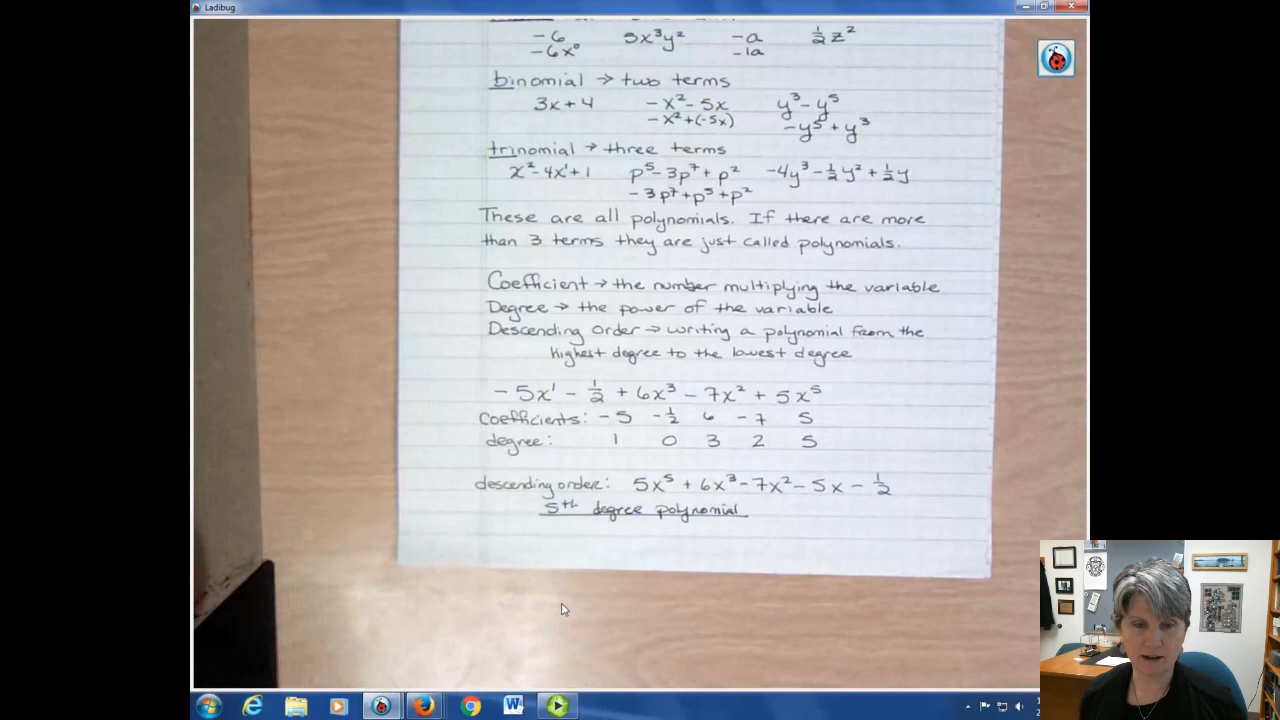 Ladibug
-6 5x³y² -a ½z²
-6x⁰ -1a
binomial → two terms
3x+4 -x²-5x y³-y⁵
-x²+(-5x) -y⁵+y³
trinomial → three terms
x²-4x¹+1 p⁵-3p⁷+p² -4y³-½y²+½y
-3p⁷+p⁵+p²
These are all polynomials. If there are more
than 3 terms they are just called polynomials.
Coefficient → the number multiplying the variable
Degree → the power of the variable
Descending Order → writing a polynomial from the
highest degree to the lowest degree
-5x¹ - ½ + 6x³ - 7x² + 5x⁵
Coefficients: -5 -½ 6 -7 5
degree: 1 0 3 2 5
descending order: 5x⁵ + 6x³ - 7x² - 5x - ½
5th degree polynomial